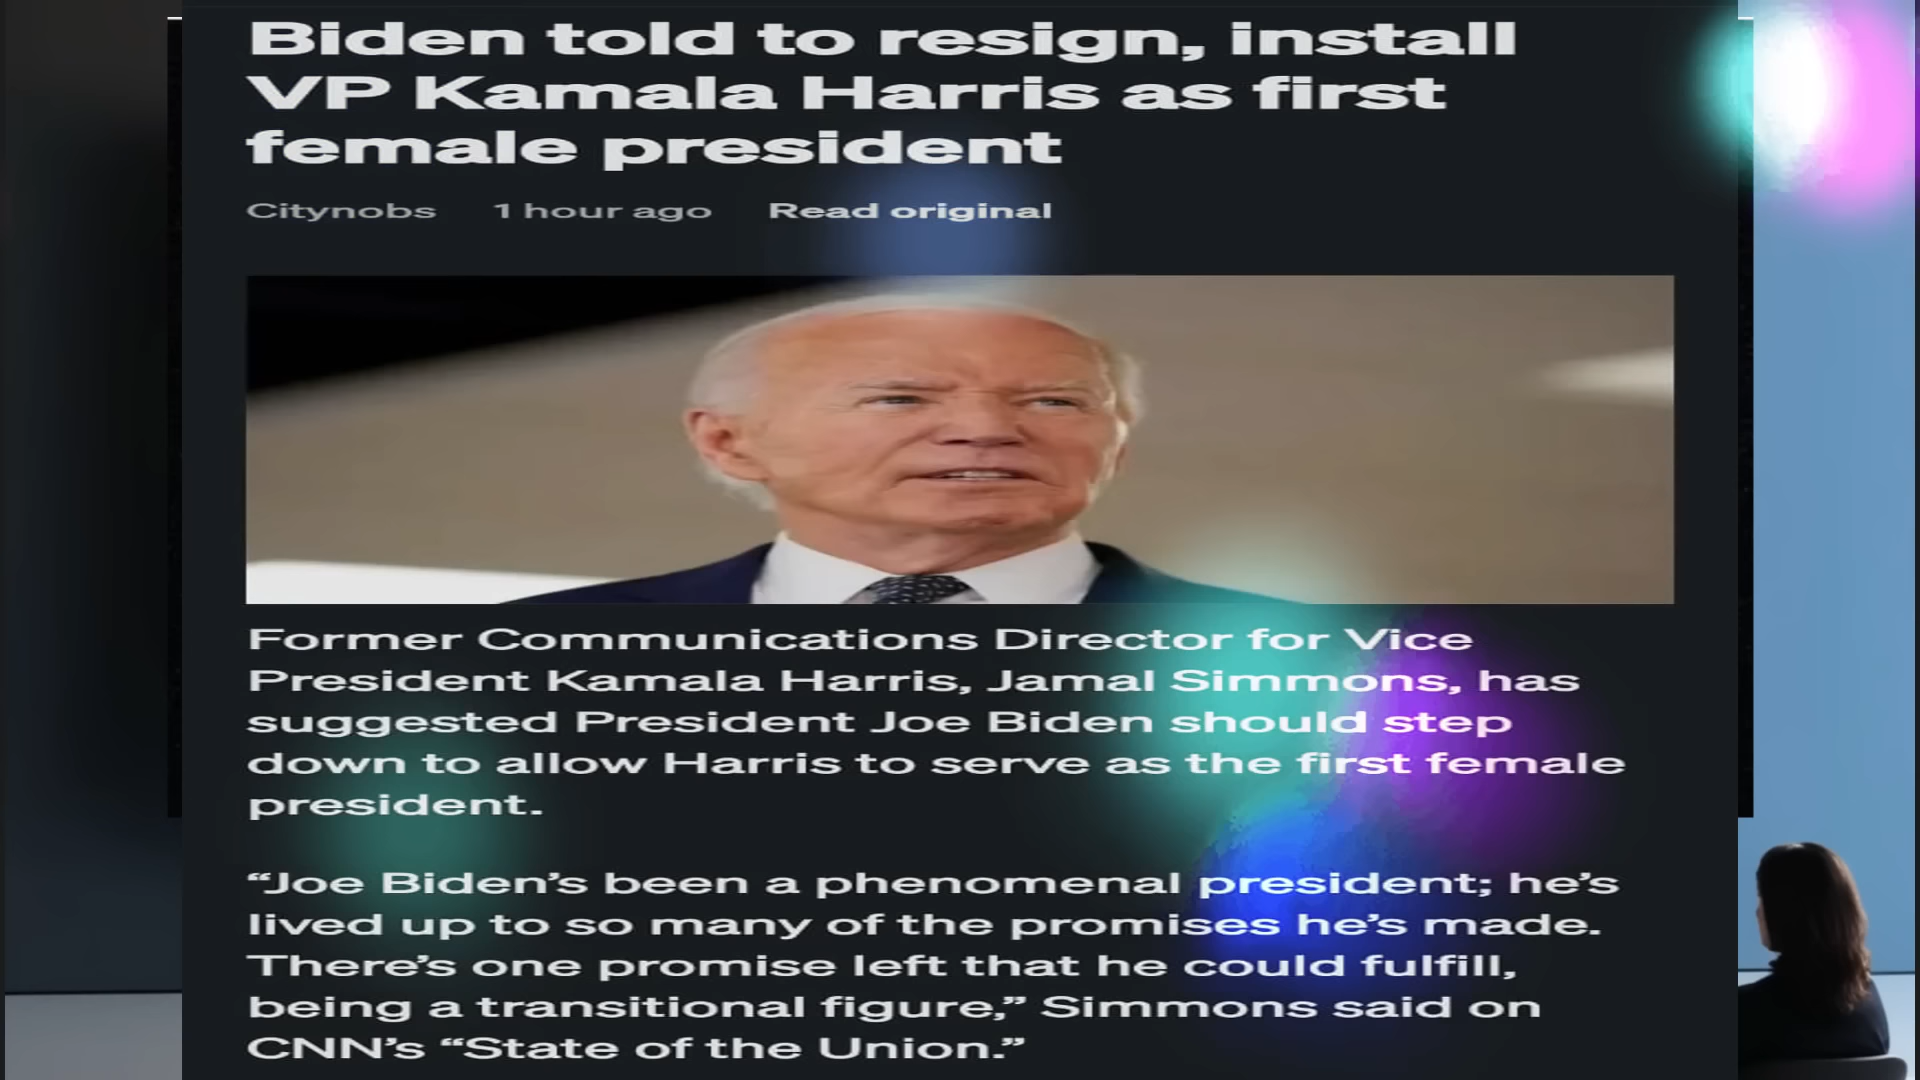 Biden told to resign, install
VP Kamala Harris as first
female president
Citynobs 1 hour ago Read original
Former Communications Director for Vice
President Kamala Harris, Jamal Simmons, has
suggested President Joe Biden should step
down to allow Harris to serve as the first female
president.
“Joe Biden’s been a phenomenal president; he’s
lived up to so many of the promises he’s made.
There’s one promise left that he could fulfill,
being a transitional figure,” Simmons said on
CNN’s “State of the Union.”